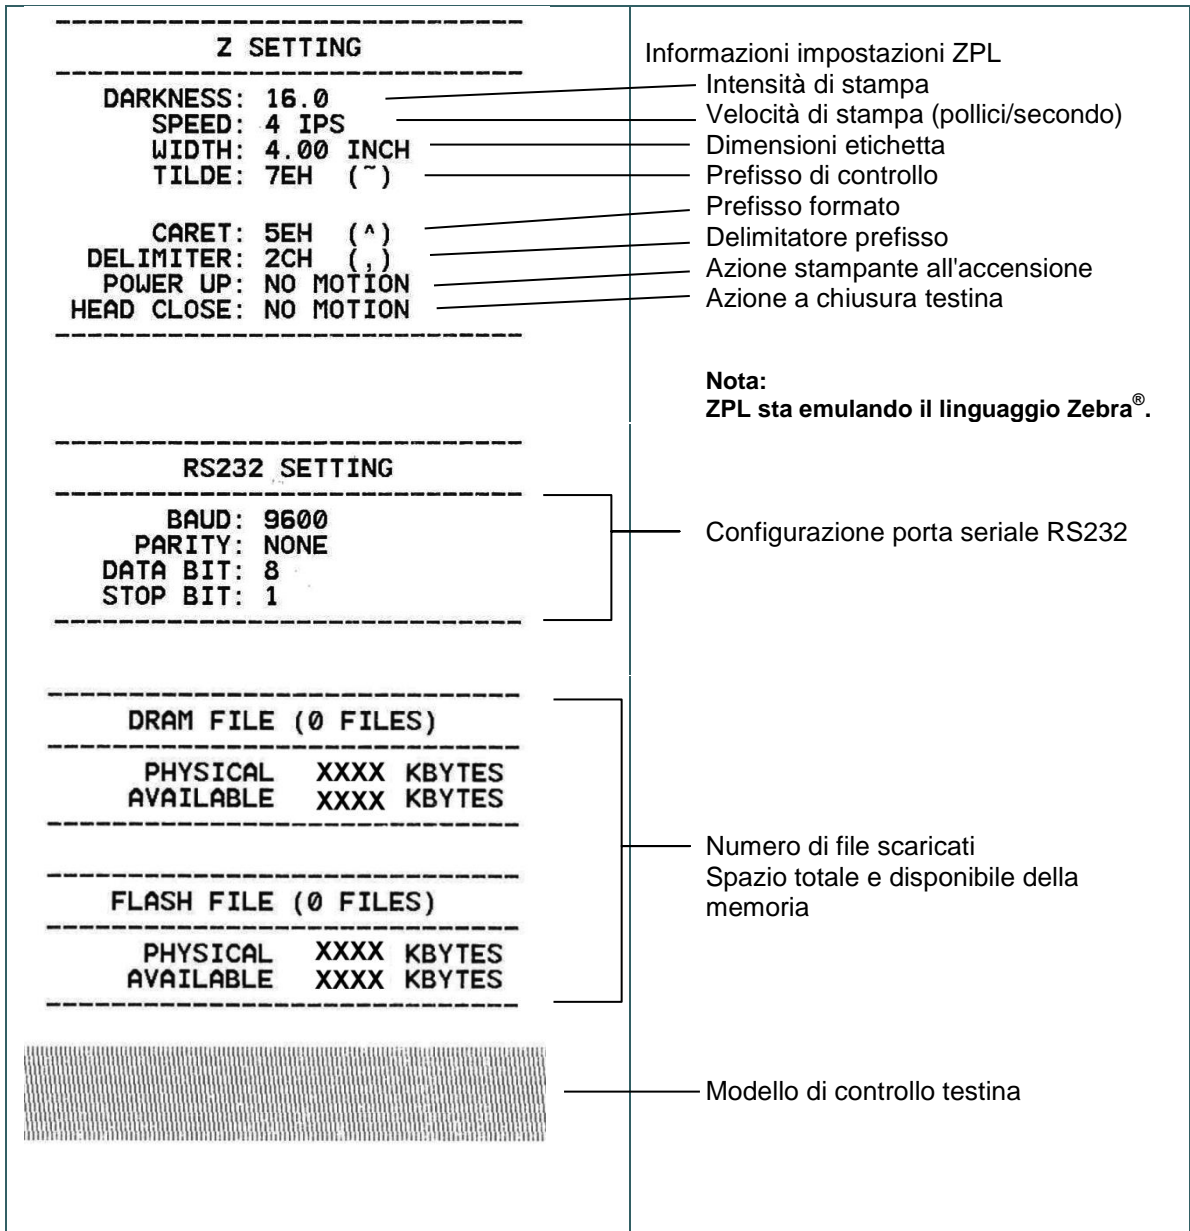 Z SETTING
Informazioni impostazioni ZPL
DARKNESS: 16.0
Intensità di stampa
SPEED: 4 IPS
Velocità di stampa (pollici/secondo)
WIDTH: 4.00 INCH
Dimensioni etichetta
TILDE: 7EH (~)
Prefisso di controllo
CARET: 5EH (^)
Prefisso formato
DELIMITER: 2CH (,)
Delimitatore prefisso
POWER UP: NO MOTION
Azione stampante all'accensione
HEAD CLOSE: NO MOTION
Azione a chiusura testina
Nota:
ZPL sta emulando il linguaggio Zebra®.
RS232 SETTING
BAUD: 9600
PARITY: NONE
DATA BIT: 8
STOP BIT: 1
Configurazione porta seriale RS232
DRAM FILE (0 FILES)
PHYSICAL XXXX KBYTES
AVAILABLE XXXX KBYTES
FLASH FILE (0 FILES)
PHYSICAL XXXX KBYTES
AVAILABLE XXXX KBYTES
Numero di file scaricati
Spazio totale e disponibile della
memoria
Modello di controllo testina